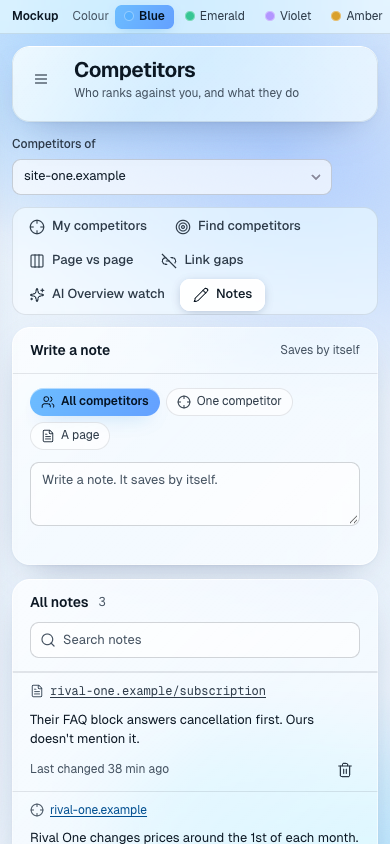 Mockup Colour Blue Emerald Violet Amber
Competitors
Who ranks against you, and what they do
Competitors of
site-one.example
My competitors Find competitors
Page vs page Link gaps
AI Overview watch Notes
Write a note Saves by itself
All competitors One competitor
A page
Write a note. It saves by itself.
All notes 3
Search notes
rival-one.example/subscription
Their FAQ block answers cancellation first. Ours
doesn't mention it.
Last changed 38 min ago
rival-one.example
Rival One changes prices around the 1st of each month.